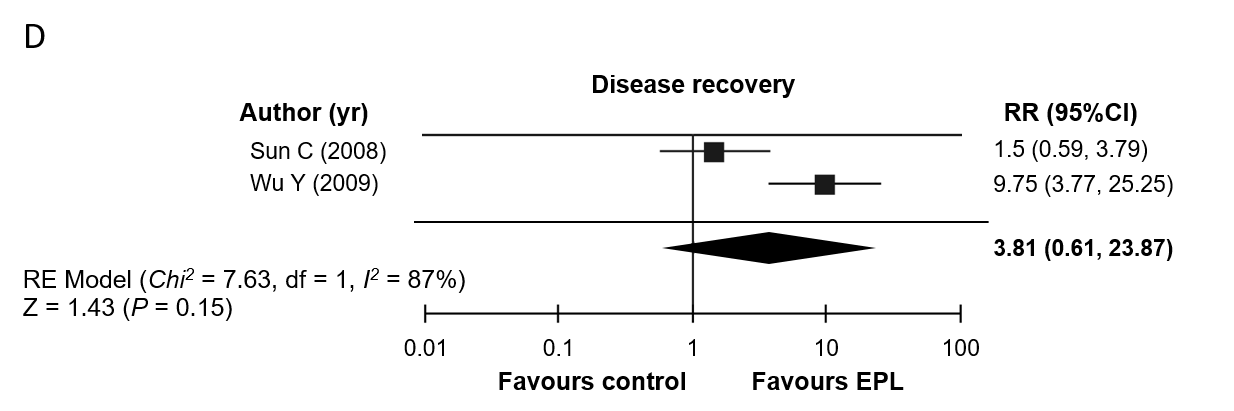 D
Disease recovery
Author (yr) RR (95%CI)
Sun C (2008) 1.5 (0.59, 3.79)
Wu Y (2009) 9.75 (3.77, 25.25)
3.81 (0.61, 23.87)
RE Model (Chi² = 7.63, df = 1, I² = 87%)
Z = 1.43 (P = 0.15)
0.01 0.1 1 10 100
Favours control Favours EPL